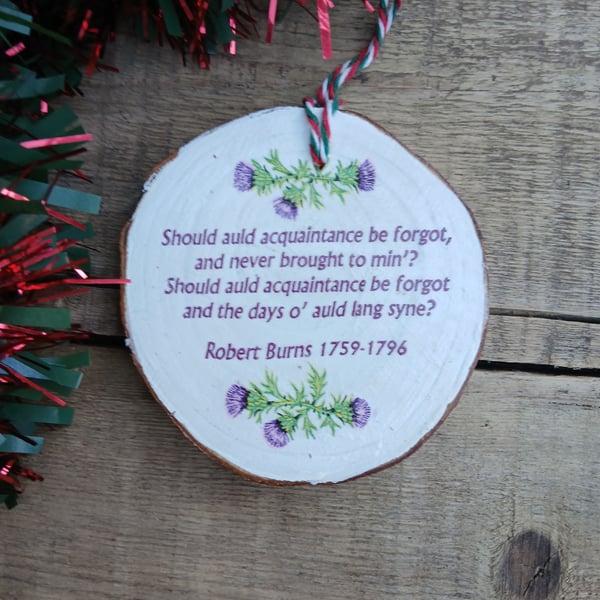 Should auld acquaintance be forgot,
and never brought to min'?
Should auld acquaintance be forgot
and the days o' auld lang syne?
Robert Burns 1759-1796